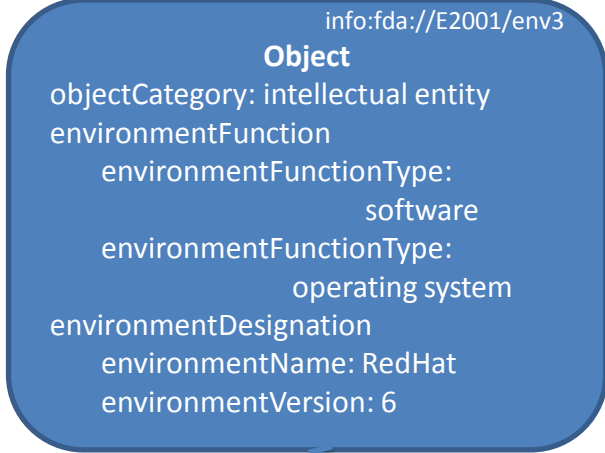 info:fda://E2001/env3
Object
objectCategory: intellectual entity
environmentFunction
environmentFunctionType:
software
environmentFunctionType:
operating system
environmentDesignation
environmentName: RedHat
environmentVersion: 6